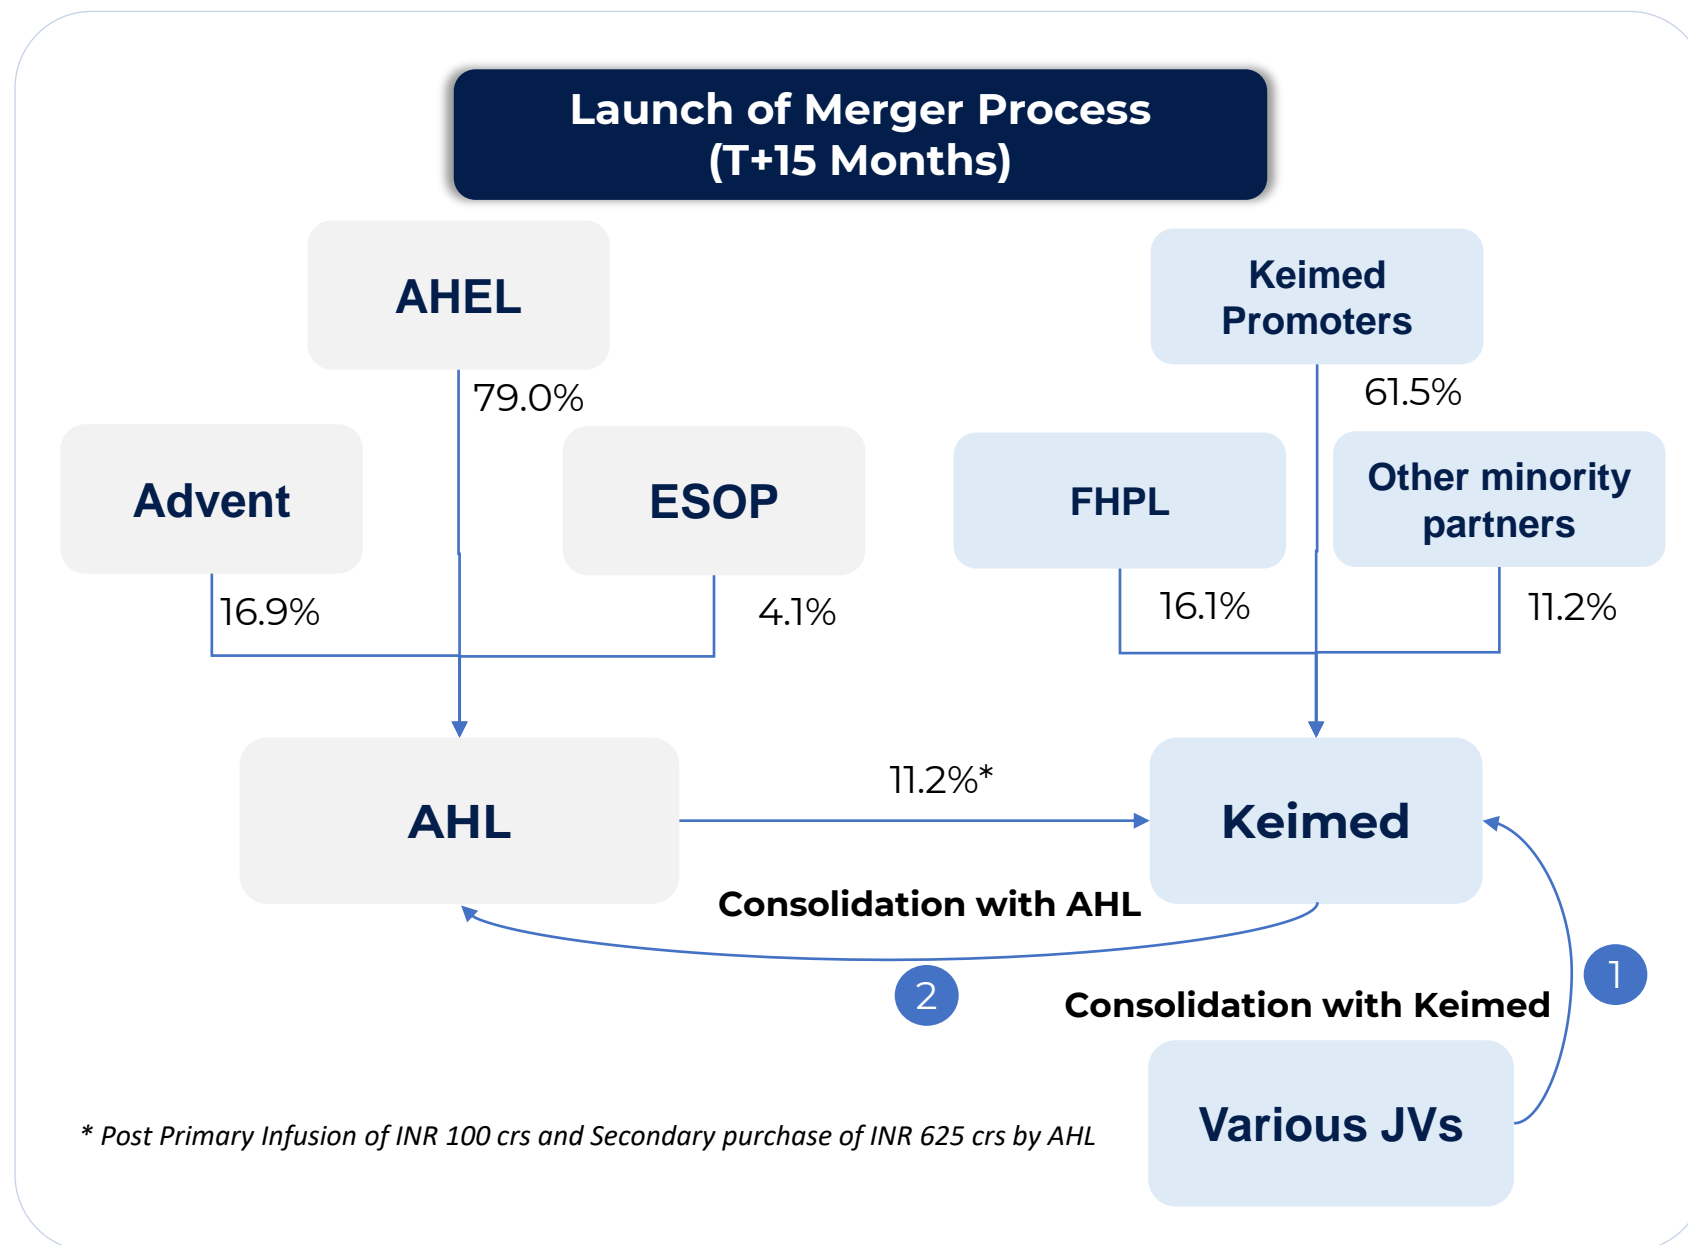 Launch of Merger Process
(T+15 Months)
AHEL
Keimed
Promoters
79.0%
61.5%
Advent
ESOP
FHPL
Other minority
partners
16.9%
4.1%
16.1%
11.2%
AHL
11.2%*
Keimed
Consolidation with AHL
2
1
Consolidation with Keimed
Various JVs
* Post Primary Infusion of INR 100 crs and Secondary purchase of INR 625 crs by AHL